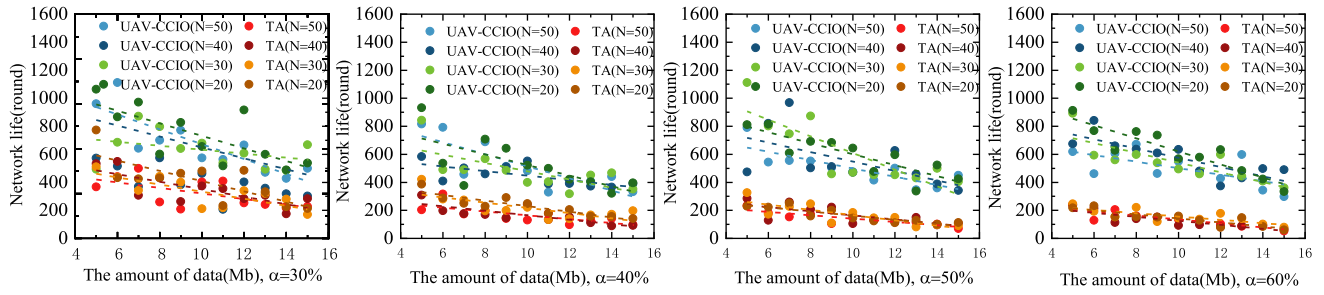 Network life(round)
1600
1400
1200
1000
800
600
400
200
0
UAV-CCIO(N=50) TA(N=50)
UAV-CCIO(N=40) TA(N=40)
UAV-CCIO(N=30) TA(N=30)
UAV-CCIO(N=20) TA(N=20)
4 6 8 10 12 14 16
The amount of data(Mb), α=30%
Network life(round)
1600
1400
1200
1000
800
600
400
200
0
UAV-CCIO(N=50) TA(N=50)
UAV-CCIO(N=40) TA(N=40)
UAV-CCIO(N=30) TA(N=30)
UAV-CCIO(N=20) TA(N=20)
4 6 8 10 12 14 16
The amount of data(Mb), α=40%
Network life(round)
1600
1400
1200
1000
800
600
400
200
0
UAV-CCIO(N=50) TA(N=50)
UAV-CCIO(N=40) TA(N=40)
UAV-CCIO(N=30) TA(N=30)
UAV-CCIO(N=20) TA(N=20)
4 6 8 10 12 14 16
The amount of data(Mb), α=50%
Network life(round)
1600
1400
1200
1000
800
600
400
200
0
UAV-CCIO(N=50) TA(N=50)
UAV-CCIO(N=40) TA(N=40)
UAV-CCIO(N=30) TA(N=30)
UAV-CCIO(N=20) TA(N=20)
4 6 8 10 12 14 16
The amount of data(Mb), α=60%